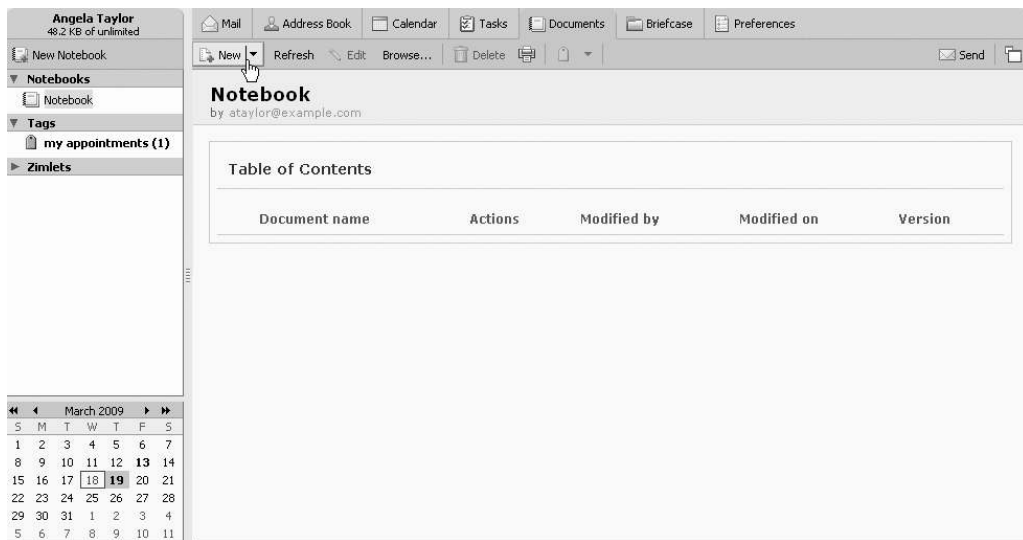 Angela Taylor
48.2 KB of unlimited
Mail Address Book Calendar Tasks Documents Briefcase Preferences
New Notebook
New Refresh Edit Browse... Delete Send
Notebooks
Notebook
Tags
my appointments (1)
Zimlets
Notebook
by ataylor@example.com
Table of Contents
Document name Actions Modified by Modified on Version
March 2009
S M T W T F S
1 2 3 4 5 6 7
8 9 10 11 12 13 14
15 16 17 18 19 20 21
22 23 24 25 26 27 28
29 30 31 1 2 3 4
5 6 7 8 9 10 11